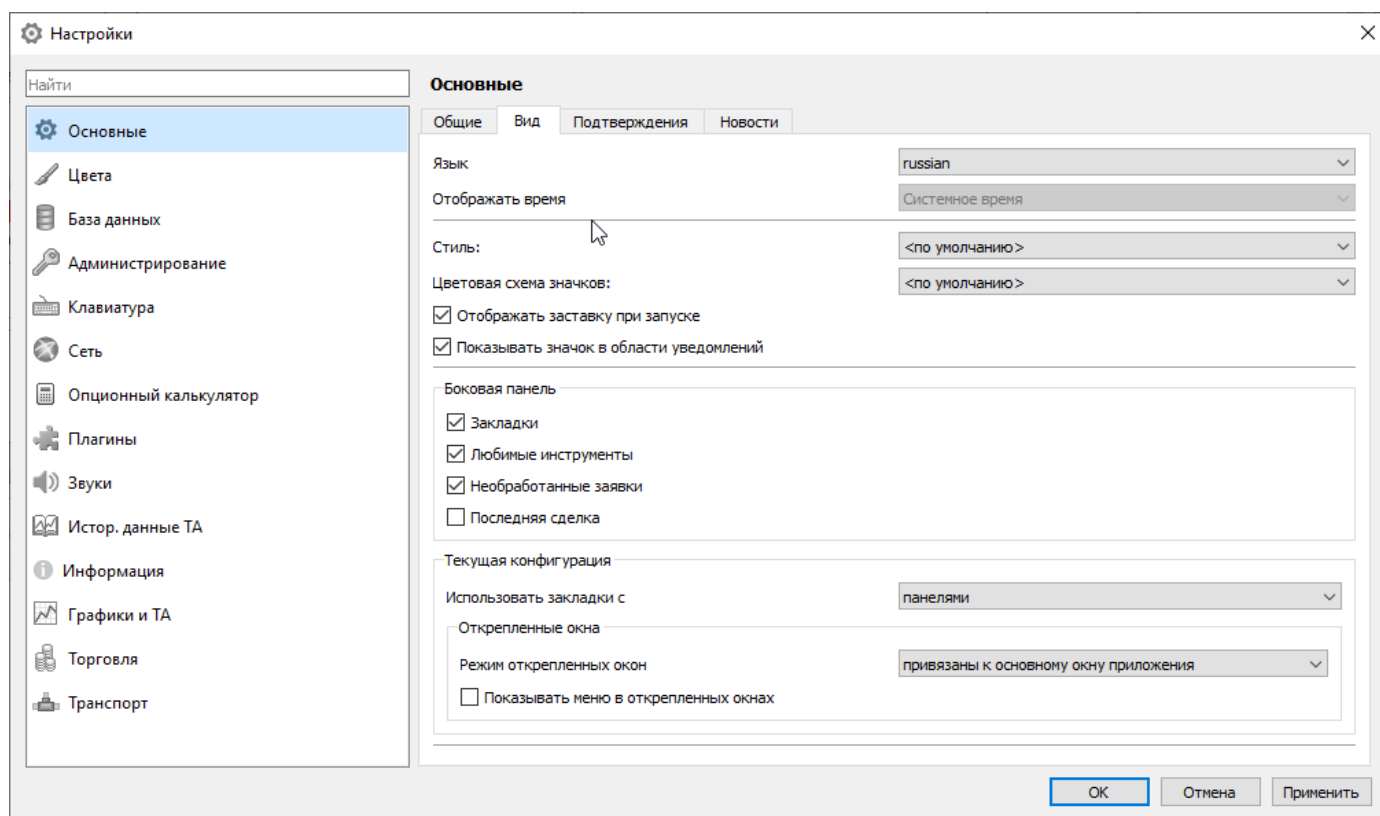 Настройки
Найти
Основные
Цвета
База данных
Администрирование
Клавиатура
Сеть
Опционный калькулятор
Плагины
Звуки
Истор. данные ТА
Информация
Графики и ТА
Торговля
Транспорт
Основные
Общие Вид Подтверждения Новости
Язык russian
Отображать время Системное время
Стиль: <по умолчанию>
Цветовая схема значков: <по умолчанию>
Отображать заставку при запуске
Показывать значок в области уведомлений
Боковая панель
Закладки
Любимые инструменты
Необработанные заявки
Последняя сделка
Текущая конфигурация
Использовать закладки с панелями
Открепленные окна
Режим открепленных окон привязаны к основному окну приложения
Показывать меню в открепленных окнах
OK Отмена Применить